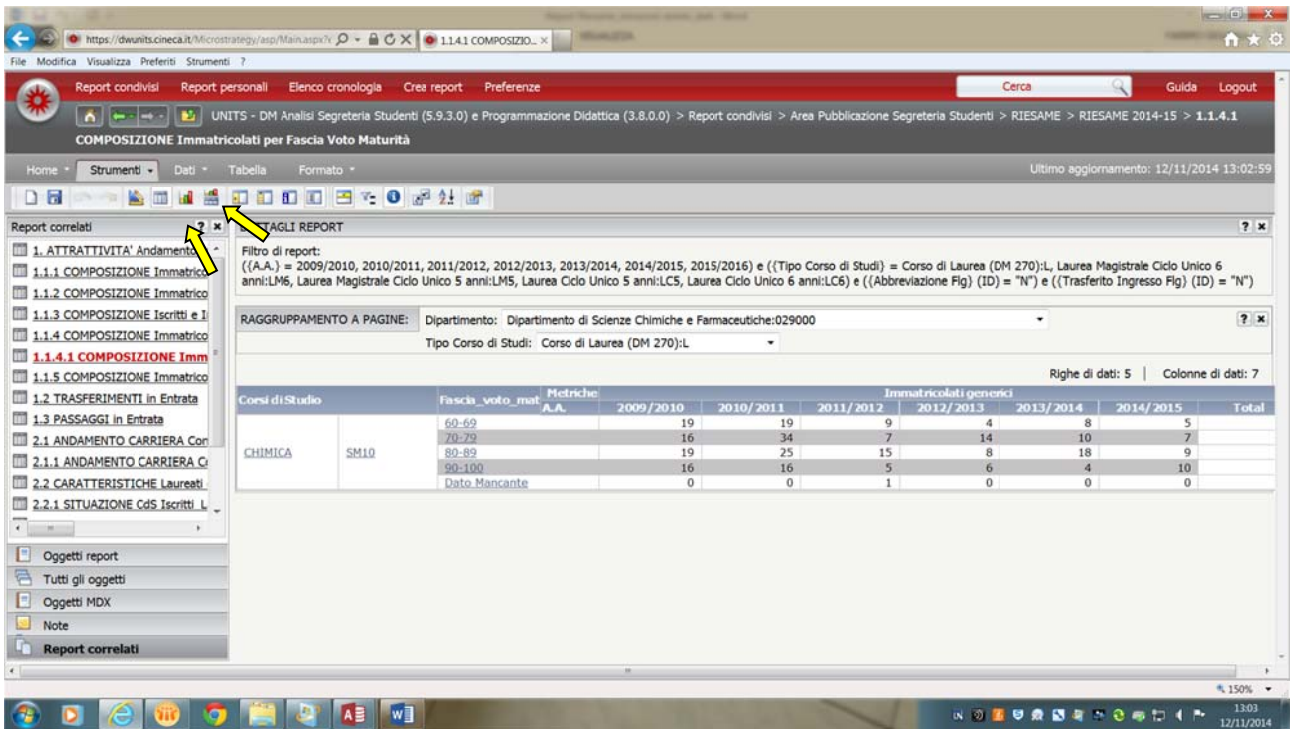 https://dwunits.cineca.it/Microstrategy/asp/Main.aspx?
1.1.4.1 COMPOSIZIO...
File Modifica Visualizza Preferiti Strumenti ?
Report condivisi Report personali Elenco cronologia Crea report Preferenze Cerca Guida Logout
UNITS - DM Analisi Segreteria Studenti (5.9.3.0) e Programmazione Didattica (3.8.0.0) > Report condivisi > Area Pubblicazione Segreteria Studenti > RIESAME > RIESAME 2014-15 > 1.1.4.1
COMPOSIZIONE Immatricolati per Fascia Voto Maturità
Home Strumenti Dati Tabella Formato Ultimo aggiornamento: 12/11/2014 13:02:59
Report correlati ? x
1. ATTRATTIVITA' Andamento
1.1.1 COMPOSIZIONE Immatrico
1.1.2 COMPOSIZIONE Immatrico
1.1.3 COMPOSIZIONE Iscritti e I
1.1.4 COMPOSIZIONE Immatrico
1.1.4.1 COMPOSIZIONE Imm
1.1.5 COMPOSIZIONE Immatrico
1.2 TRASFERIMENTI in Entrata
1.3 PASSAGGI in Entrata
2.1 ANDAMENTO CARRIERA Con
2.1.1 ANDAMENTO CARRIERA C
2.2 CARATTERISTICHE Laureati
2.2.1 SITUAZIONE CdS Iscritti L
Oggetti report
Tutti gli oggetti
Oggetti MDX
Note
Report correlati
TAGLI REPORT ? x
Filtro di report:
({A.A.} = 2009/2010, 2010/2011, 2011/2012, 2012/2013, 2013/2014, 2014/2015, 2015/2016) e ({Tipo Corso di Studi} = Corso di Laurea (DM 270):L, Laurea Magistrale Ciclo Unico 6
anni:LM6, Laurea Magistrale Ciclo Unico 5 anni:LM5, Laurea Ciclo Unico 5 anni:LC5, Laurea Ciclo Unico 6 anni:LC6) e ({Abbreviazione Flg} (ID) = "N") e ({Trasferito Ingresso Flg} (ID) = "N")
RAGGRUPPAMENTO A PAGINE: Dipartimento: Dipartimento di Scienze Chimiche e Farmaceutiche:029000 ? x
Tipo Corso di Studi: Corso di Laurea (DM 270):L
Righe di dati: 5 | Colonne di dati: 7
Corsi di Studio Fascia_voto_mat Metriche Immatricolati generici
A.A. 2009/2010 2010/2011 2011/2012 2012/2013 2013/2014 2014/2015 Total
60-69 19 19 9 4 8 5
70-79 16 34 7 14 10 7
CHIMICA SM10 80-89 19 25 15 8 18 9
90-100 16 16 5 6 4 10
Dato Mancante 0 0 1 0 0 0
150%
13:03
12/11/2014